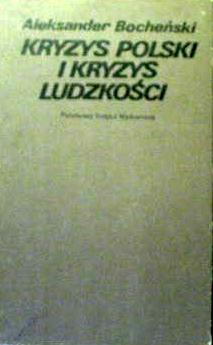 Aleksander Bocheński
KRYZYS POLSKI
I KRYZYS
LUDZKOŚCI
Państwowy Instytut Wydawniczy